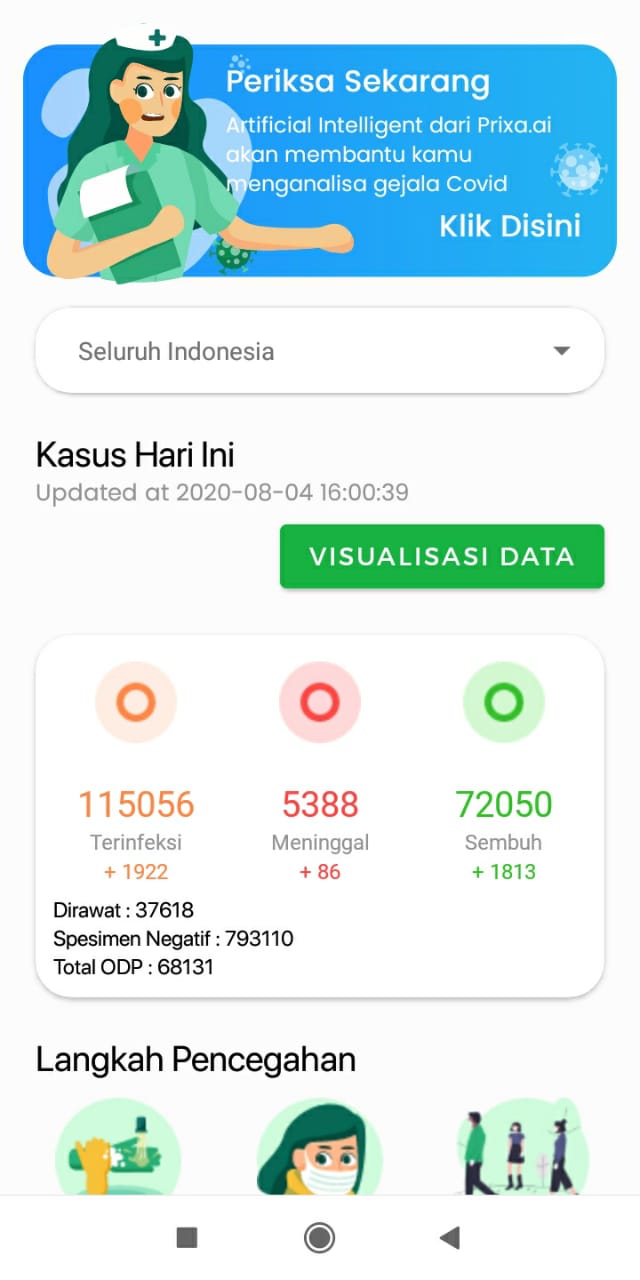 Periksa Sekarang
Artificial Intelligent dari Prixa.ai
akan membantu kamu
menganalisa gejala Covid
Klik Disini
Seluruh Indonesia
Kasus Hari Ini
Updated at 2020-08-04 16:00:39
VISUALISASI DATA
115056 5388 72050
Terinfeksi Meninggal Sembuh
+ 1922 + 86 + 1813
Dirawat : 37618
Spesimen Negatif : 793110
Total ODP : 68131
Langkah Pencegahan